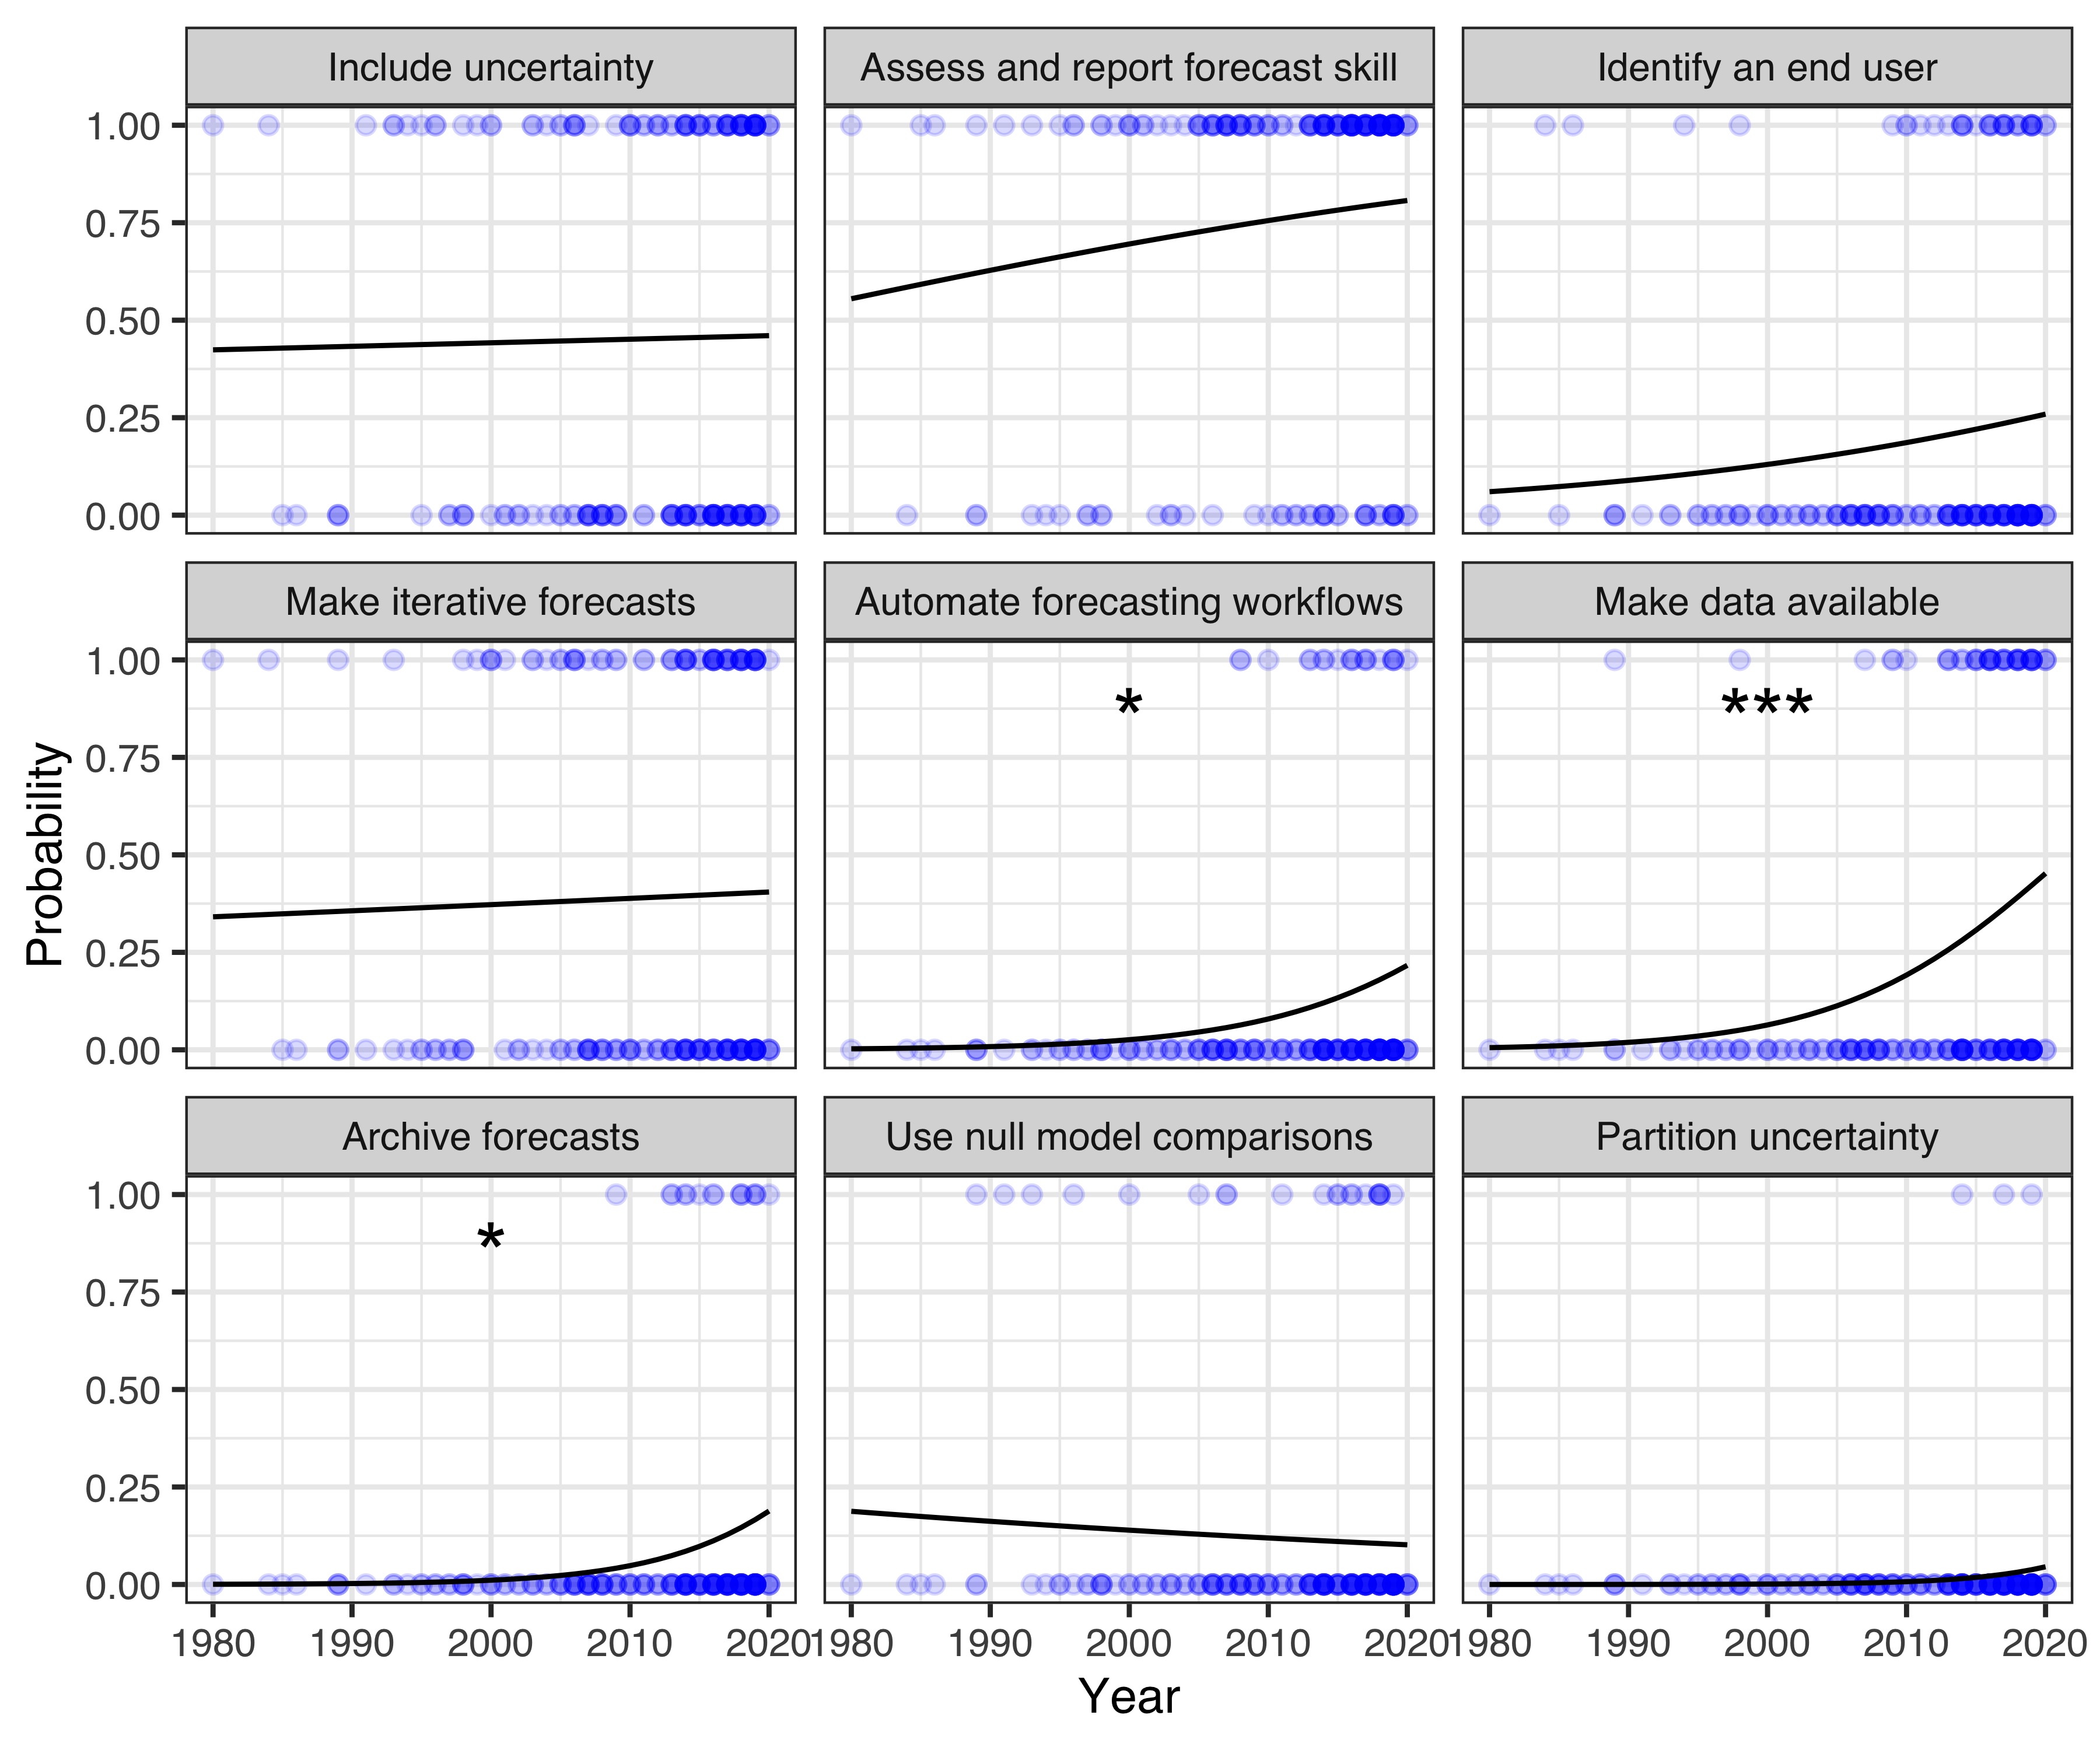 Include uncertainty
Assess and report forecast skill
Identify an end user
1.00
0.75
0.50
0.25
0.00
Make iterative forecasts
Automate forecasting workflows
Make data available
1.00
0.75
0.50
0.25
0.00
*
***
Probability
Archive forecasts
Use null model comparisons
Partition uncertainty
1.00
0.75
0.50
0.25
0.00
*
1980 1990 2000 2010 2020
1980 1990 2000 2010 2020
1980 1990 2000 2010 2020
Year